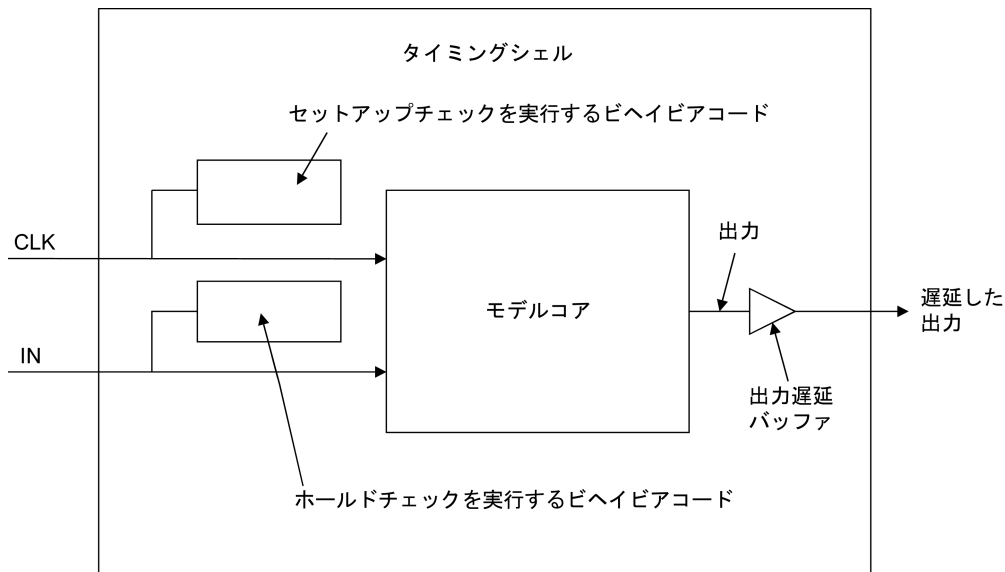 タイミングシェル
セットアップチェックを実行するビヘイビアコード
CLK
出力
モデルコア
遅延した
出力
IN
出力遅延
バッファ
ホールドチェックを実行するビヘイビアコード